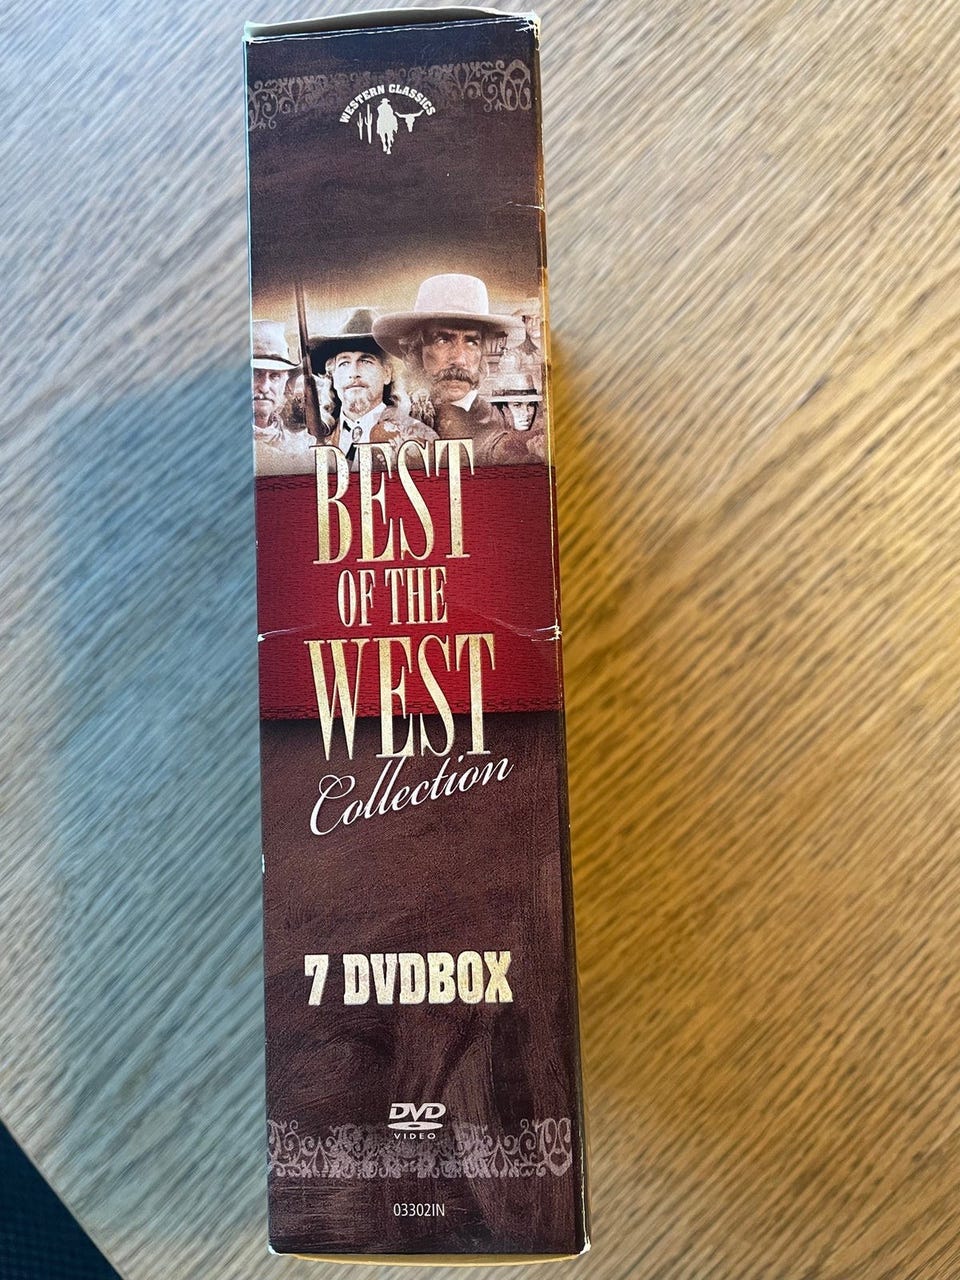 WESTERN CLASSICS
BEST
OF THE
WEST
Collection
7 DVDBOX
DVD
VIDEO
03302IN